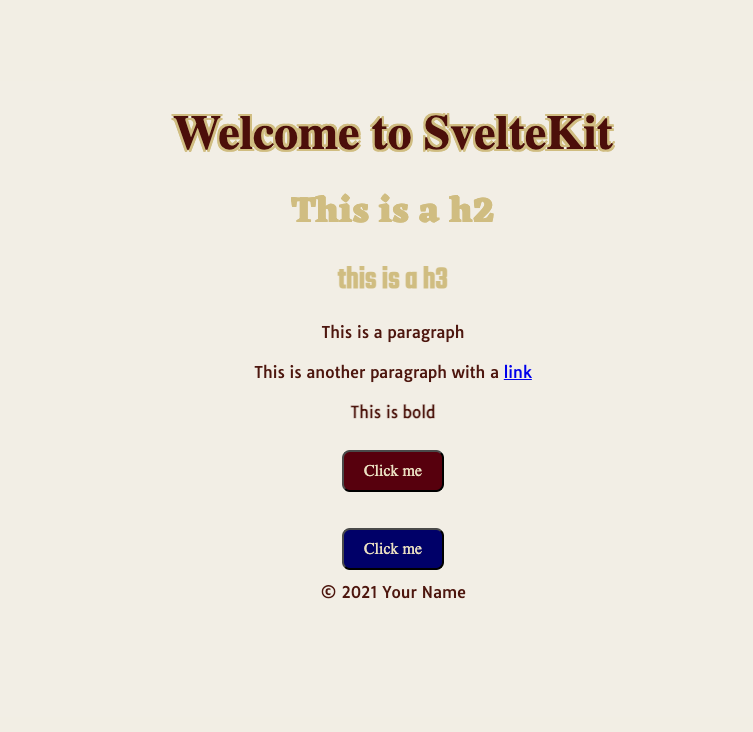 Welcome to SvelteKit
This is a h2
this is a h3
This is a paragraph
This is another paragraph with a link
This is bold
Click me
Click me
© 2021 Your Name